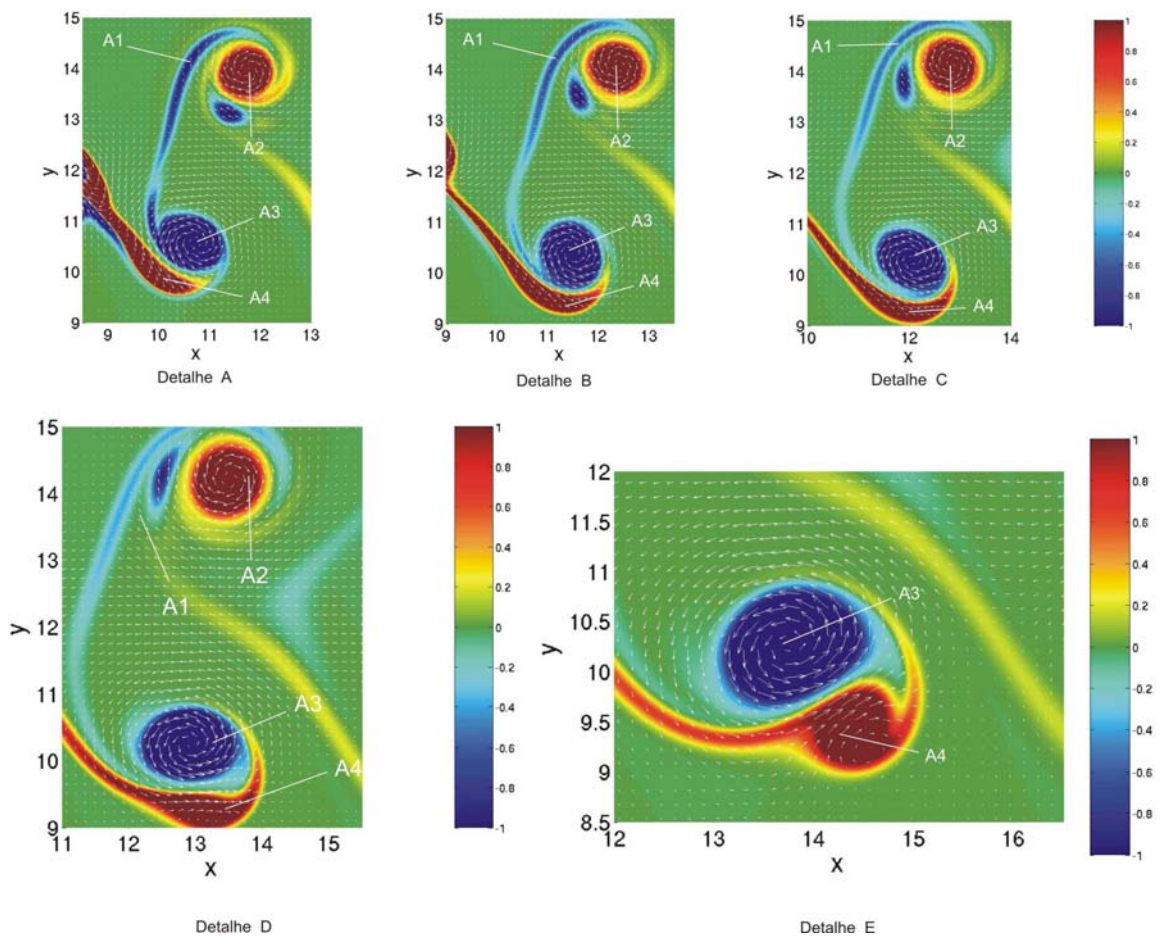 15
14
13
12
11
10
9
y
A1
A2
A3
A4
9 10 11 12 13
x
Detalhe A
15
14
13
12
11
10
9
y
A1
A2
A3
A4
9 10 11 12 13
x
Detalhe B
15
14
13
12
11
10
9
y
A1
A2
A3
A4
10 11 12 13 14
x
Detalhe C
1
0.8
0.6
0.4
0.2
0
-0.2
-0.4
-0.6
-0.8
-1
15
14
13
12
11
10
9
y
A1
A2
A3
A4
11 12 13 14 15
x
Detalhe D
1
0.8
0.6
0.4
0.2
0
-0.2
-0.4
-0.6
-0.8
-1
12
11.5
11
10.5
10
9.5
9
8.5
y
A3
A4
12 13 14 15 16
x
Detalhe E
1
0.8
0.6
0.4
0.2
0
-0.2
-0.4
-0.6
-0.8
-1